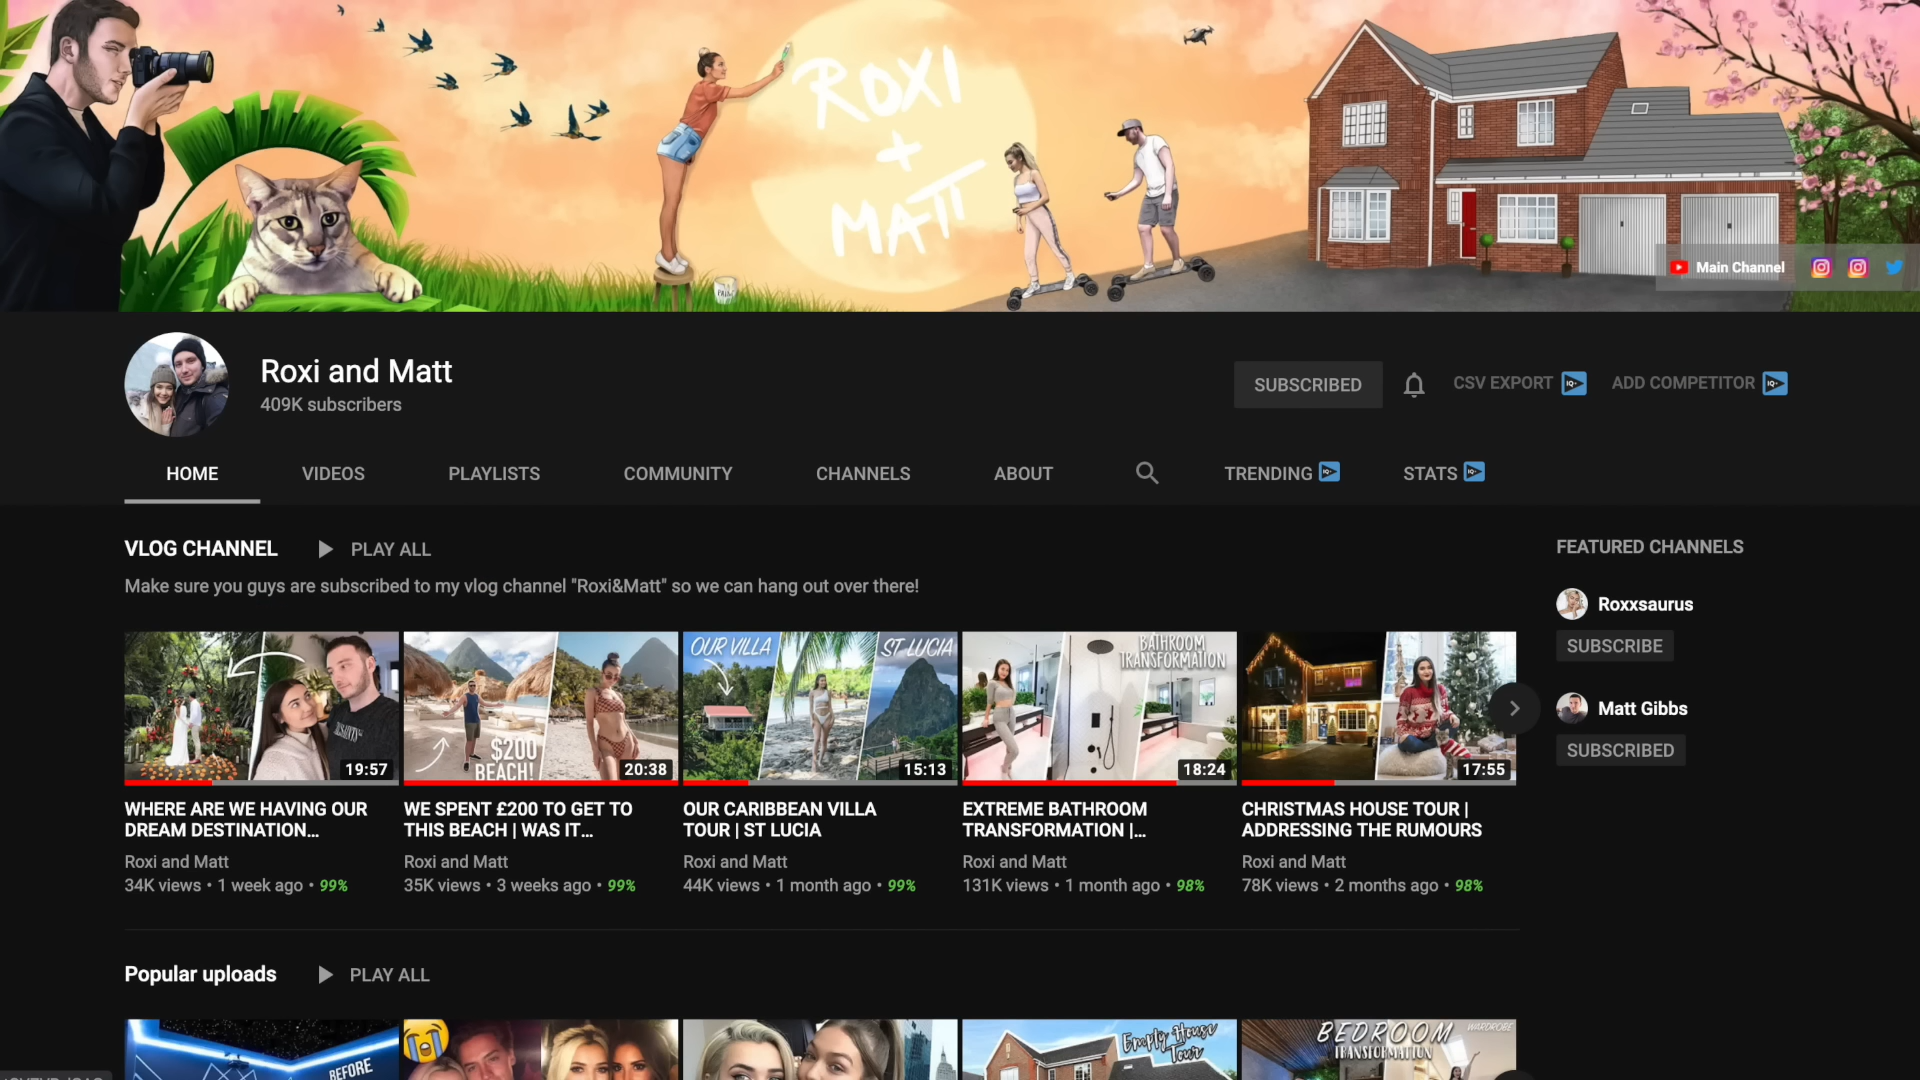 ROXI
+
MATT
PAINT
Main Channel
Roxi and Matt
409K subscribers
SUBSCRIBED
CSV EXPORT IQ
ADD COMPETITOR IQ
HOME
VIDEOS
PLAYLISTS
COMMUNITY
CHANNELS
ABOUT
TRENDING IQ
STATS IQ
VLOG CHANNEL
PLAY ALL
Make sure you guys are subscribed to my vlog channel "Roxi&Matt" so we can hang out over there!
19:57
$200
BEACH!
20:38
OUR VILLA
ST LUCIA
15:13
BATHROOM
TRANSFORMATION
18:24
17:55
WHERE ARE WE HAVING OUR
DREAM DESTINATION...
Roxi and Matt
34K views • 1 week ago • 99%
WE SPENT £200 TO GET TO
THIS BEACH | WAS IT...
Roxi and Matt
35K views • 3 weeks ago • 99%
OUR CARIBBEAN VILLA
TOUR | ST LUCIA
Roxi and Matt
44K views • 1 month ago • 99%
EXTREME BATHROOM
TRANSFORMATION |...
Roxi and Matt
131K views • 1 month ago • 98%
CHRISTMAS HOUSE TOUR |
ADDRESSING THE RUMOURS
Roxi and Matt
78K views • 2 months ago • 98%
FEATURED CHANNELS
Roxxsaurus
SUBSCRIBE
Matt Gibbs
SUBSCRIBED
Popular uploads
PLAY ALL
BEFORE
Empty House
Tour
BEDROOM
TRANSFORMATION
WARDROBE